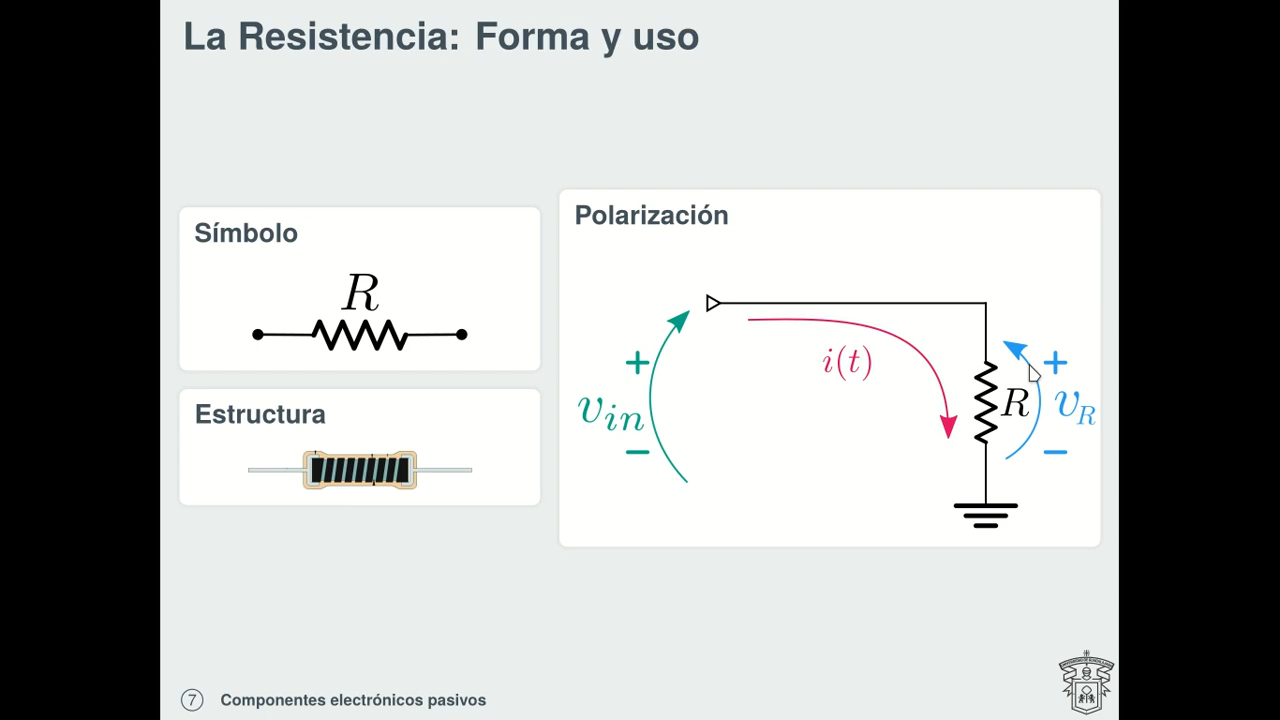 La Resistencia: Forma y uso
Símbolo
R
Estructura
Polarización
+
v_in
−
i(t)
R
+
v_R
−
7 Componentes electrónicos pasivos